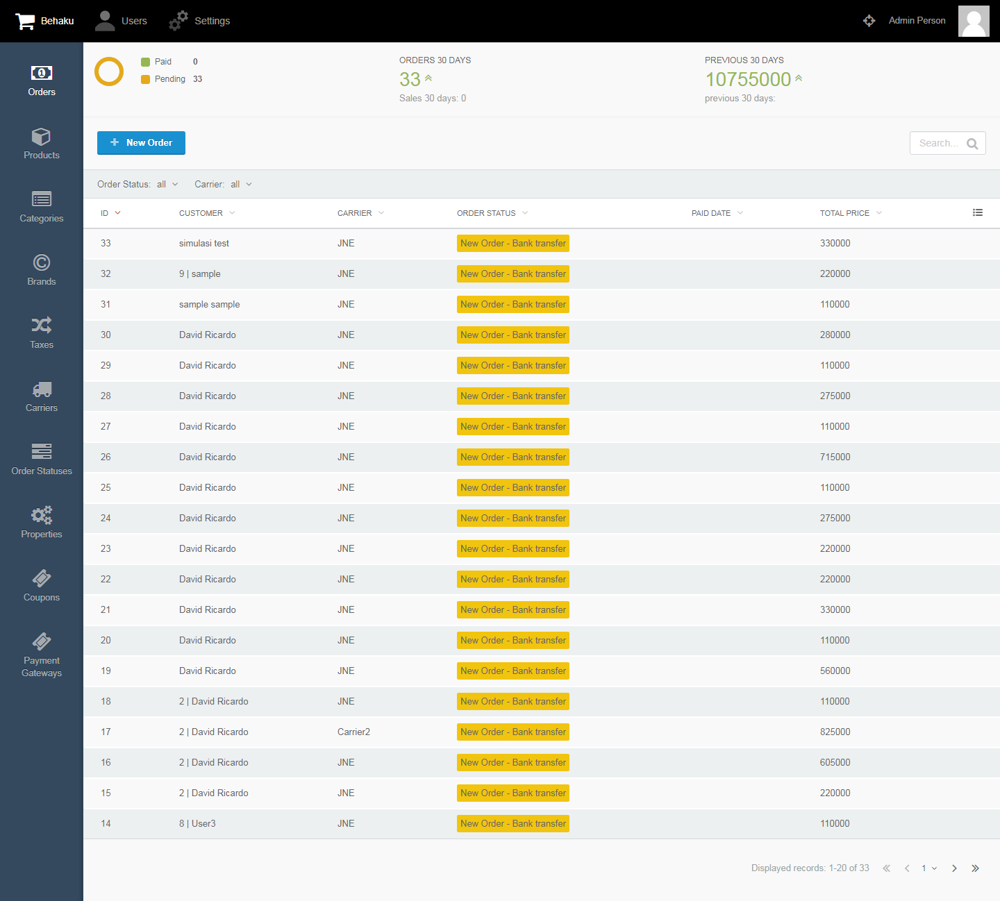 Behaku Users Settings Admin Person
Orders
Products
Categories
Brands
Taxes
Carriers
Order Statuses
Properties
Coupons
Payment
Gateways
Paid 0
Pending 33
ORDERS 30 DAYS
33
Sales 30 days: 0
PREVIOUS 30 DAYS
10755000
previous 30 days:
New Order Search...
Order Status: all Carrier: all
ID CUSTOMER CARRIER ORDER STATUS PAID DATE TOTAL PRICE
33 simulasi test JNE New Order - Bank transfer 330000
32 9 | sample JNE New Order - Bank transfer 220000
31 sample sample JNE New Order - Bank transfer 110000
30 David Ricardo JNE New Order - Bank transfer 280000
29 David Ricardo JNE New Order - Bank transfer 110000
28 David Ricardo JNE New Order - Bank transfer 275000
27 David Ricardo JNE New Order - Bank transfer 110000
26 David Ricardo JNE New Order - Bank transfer 715000
25 David Ricardo JNE New Order - Bank transfer 110000
24 David Ricardo JNE New Order - Bank transfer 275000
23 David Ricardo JNE New Order - Bank transfer 220000
22 David Ricardo JNE New Order - Bank transfer 220000
21 David Ricardo JNE New Order - Bank transfer 330000
20 David Ricardo JNE New Order - Bank transfer 110000
19 David Ricardo JNE New Order - Bank transfer 560000
18 2 | David Ricardo JNE New Order - Bank transfer 110000
17 2 | David Ricardo Carrier2 New Order - Bank transfer 825000
16 2 | David Ricardo JNE New Order - Bank transfer 605000
15 2 | David Ricardo JNE New Order - Bank transfer 220000
14 8 | User3 JNE New Order - Bank transfer 110000
Displayed records: 1-20 of 33 1